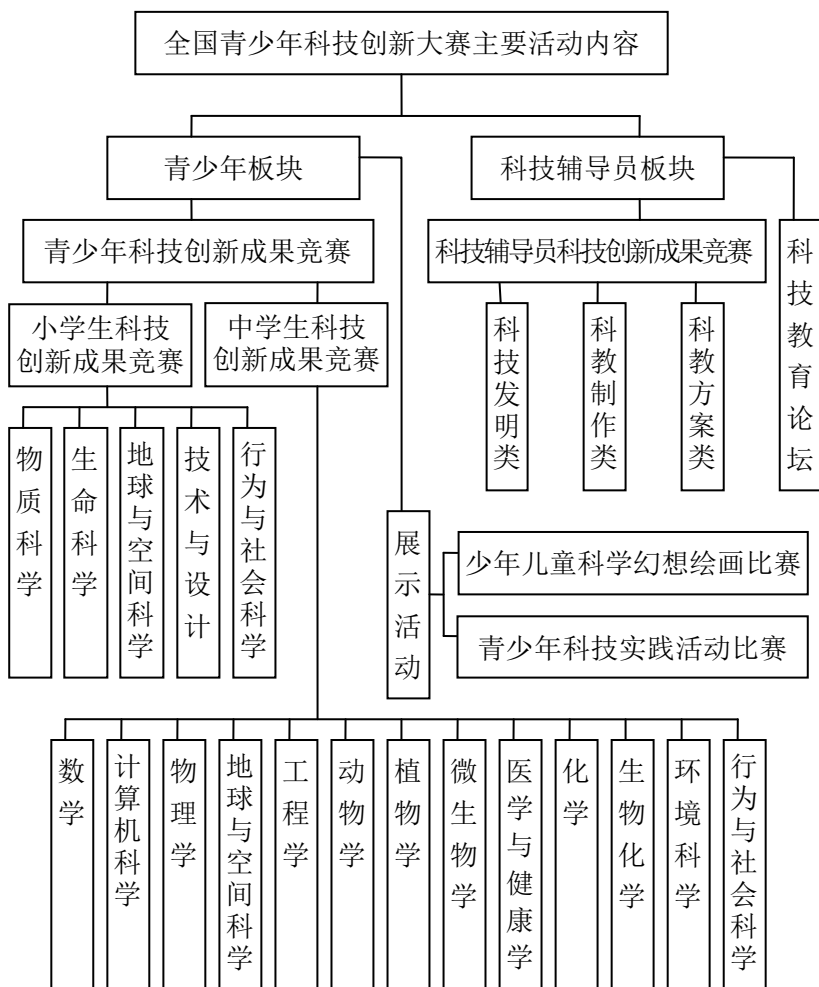 全国青少年科技创新大赛主要活动内容
青少年板块
科技辅导员板块
青少年科技创新成果竞赛
科技辅导员科技创新成果竞赛
科技教育论坛
小学生科技
创新成果竞赛
中学生科技
创新成果竞赛
科技发明类
科教制作类
科教方案类
物质科学
生命科学
地球与空间科学
技术与设计
行为与社会科学
展示活动
少年儿童科学幻想绘画比赛
青少年科技实践活动比赛
数学
计算机科学
物理学
地球与空间科学
工程学
动物学
植物学
微生物学
医学与健康学
化学
生物化学
环境科学
行为与社会科学